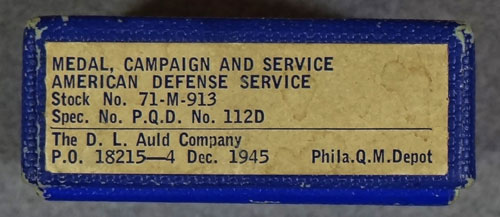 MEDAL, CAMPAIGN AND SERVICE
AMERICAN DEFENSE SERVICE
Stock No. 71-M-913
Spec. No. P.Q.D. No. 112D
The D. L. Auld Company
P.O. 18215—4 Dec. 1945 Phila.Q.M.Depot